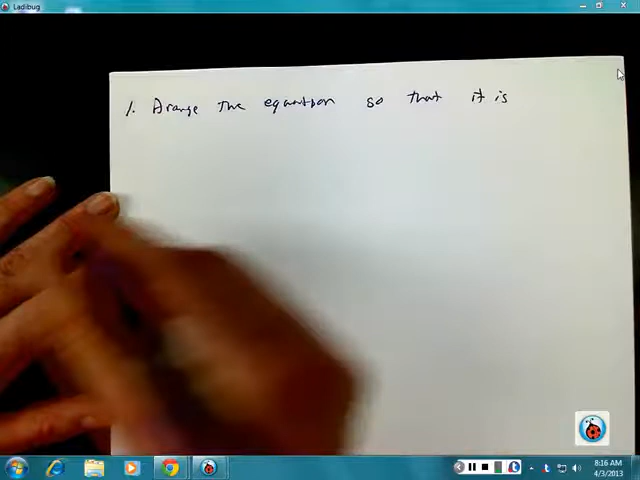 Ladibug
1. Arange the equation so that it is
8:16 AM
4/3/2013